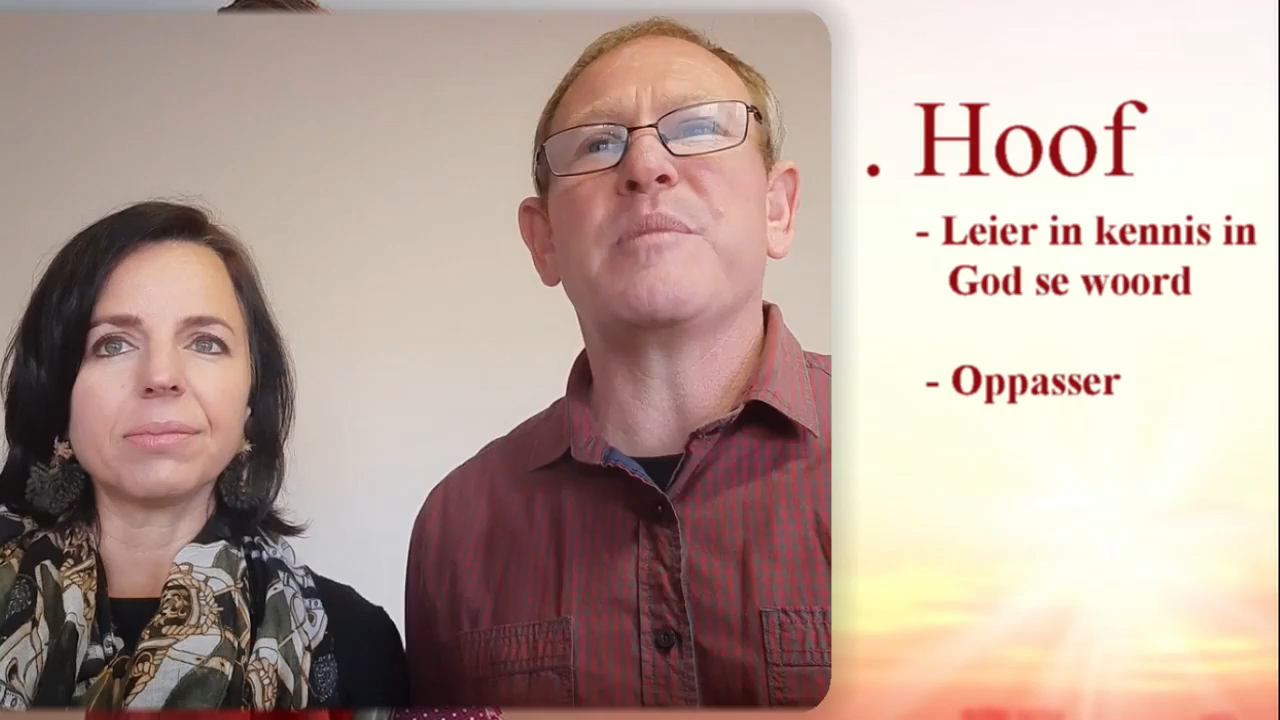 . Hoof
- Leier in kennis in
God se woord
- Oppasser